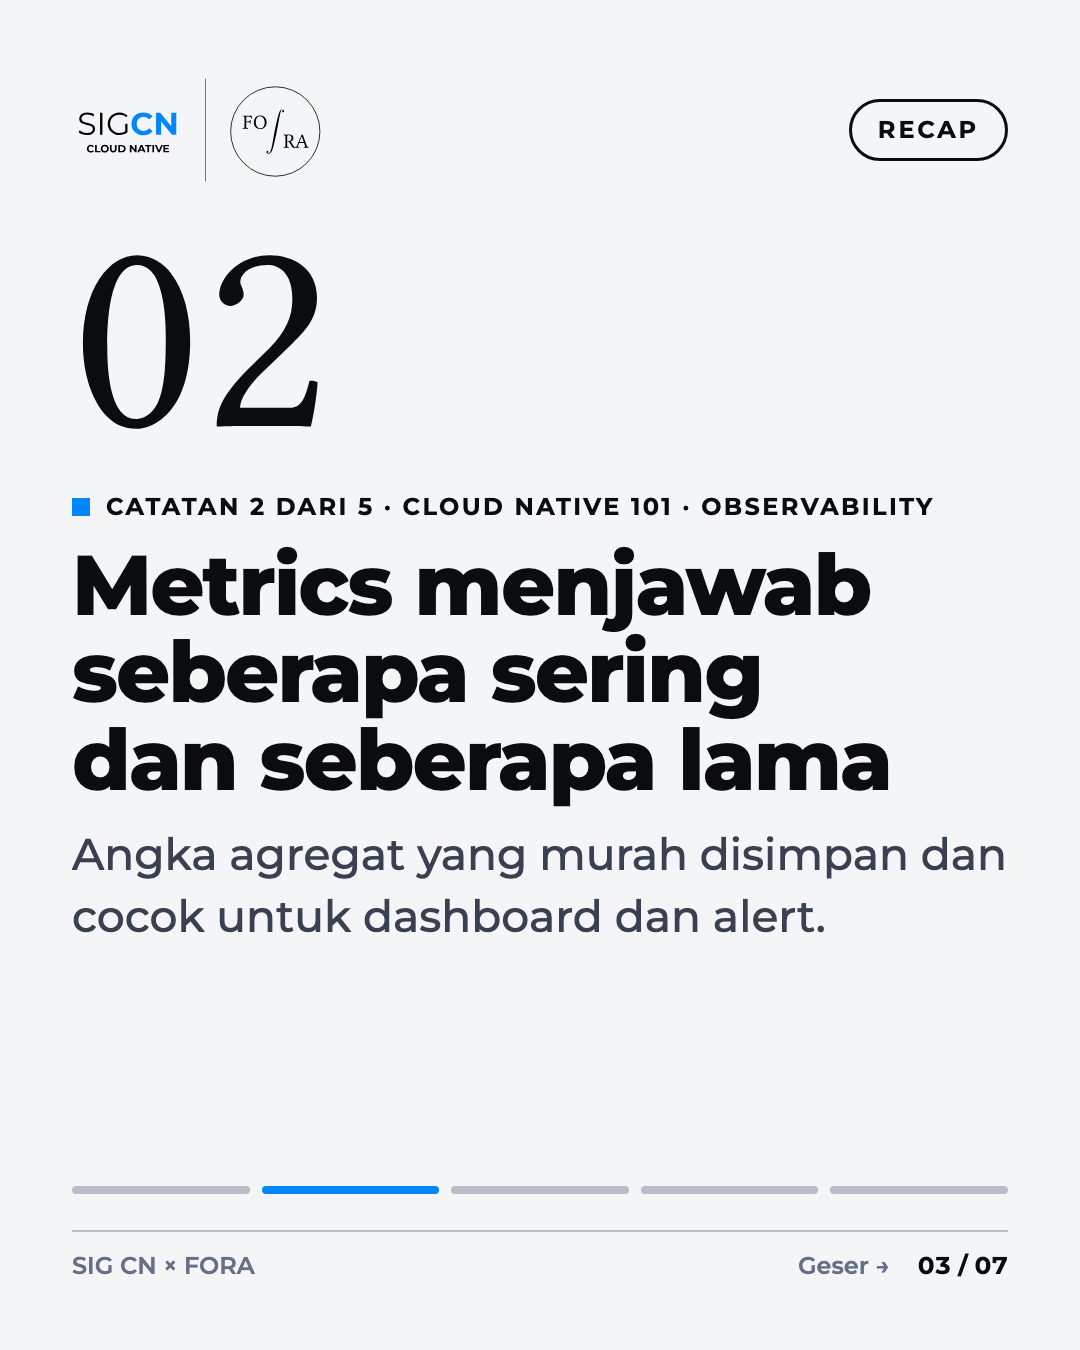 SIGCN
CLOUD NATIVE
FO∫RA
RECAP
02
CATATAN 2 DARI 5 · CLOUD NATIVE 101 · OBSERVABILITY
Metrics menjawab
seberapa sering
dan seberapa lama
Angka agregat yang murah disimpan dan
cocok untuk dashboard dan alert.
SIG CN × FORA
Geser → 03 / 07